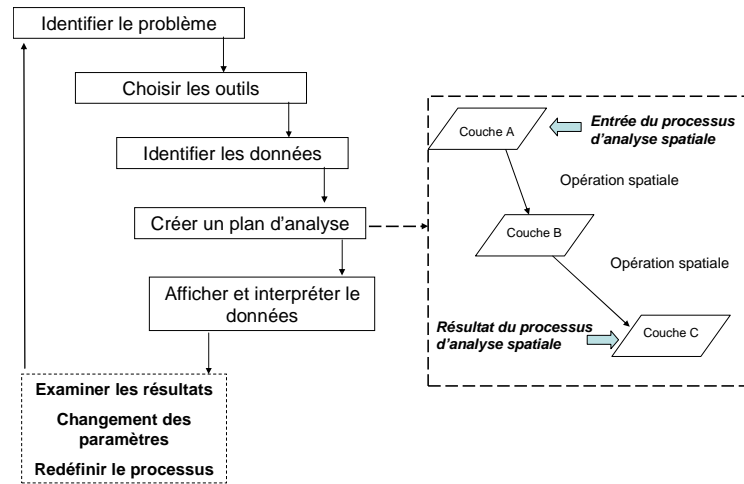 Identifier le problème
Choisir les outils
Identifier les données
Créer un plan d'analyse
Afficher et interpréter le
données
Examiner les résultats
Changement des
paramètres
Redéfinir le processus
Couche A
Entrée du processus
d'analyse spatiale
Opération spatiale
Couche B
Opération spatiale
Résultat du processus
d'analyse spatiale
Couche C